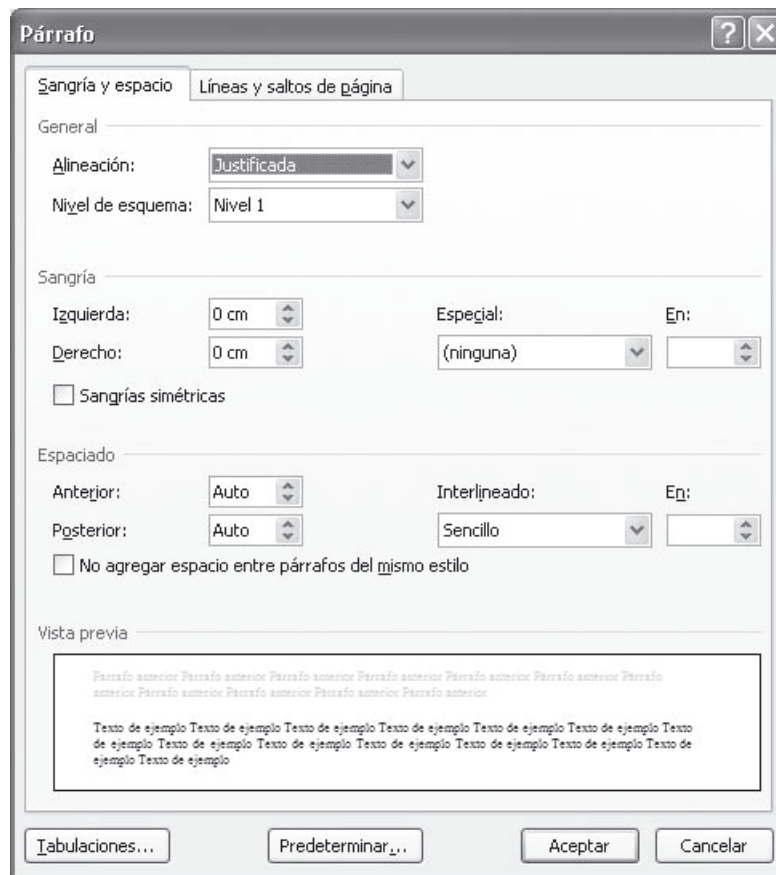 Párrafo
Sangría y espacio Líneas y saltos de página
General
Alineación: Justificada
Nivel de esquema: Nivel 1
Sangría
Izquierda: 0 cm Especial: En:
Derecho: 0 cm (ninguna)
Sangrías simétricas
Espaciado
Anterior: Auto Interlineado: En:
Posterior: Auto Sencillo
No agregar espacio entre párrafos del mismo estilo
Vista previa
Párrafo anterior Párrafo anterior Párrafo anterior Párrafo anterior Párrafo anterior Párrafo anterior Párrafo
anterior Párrafo anterior Párrafo anterior Párrafo anterior Párrafo anterior
Texto de ejemplo Texto de ejemplo Texto de ejemplo Texto de ejemplo Texto de ejemplo Texto de ejemplo Texto
de ejemplo Texto de ejemplo Texto de ejemplo Texto de ejemplo Texto de ejemplo Texto de ejemplo Texto de
ejemplo Texto de ejemplo
Tabulaciones... Predeterminar... Aceptar Cancelar